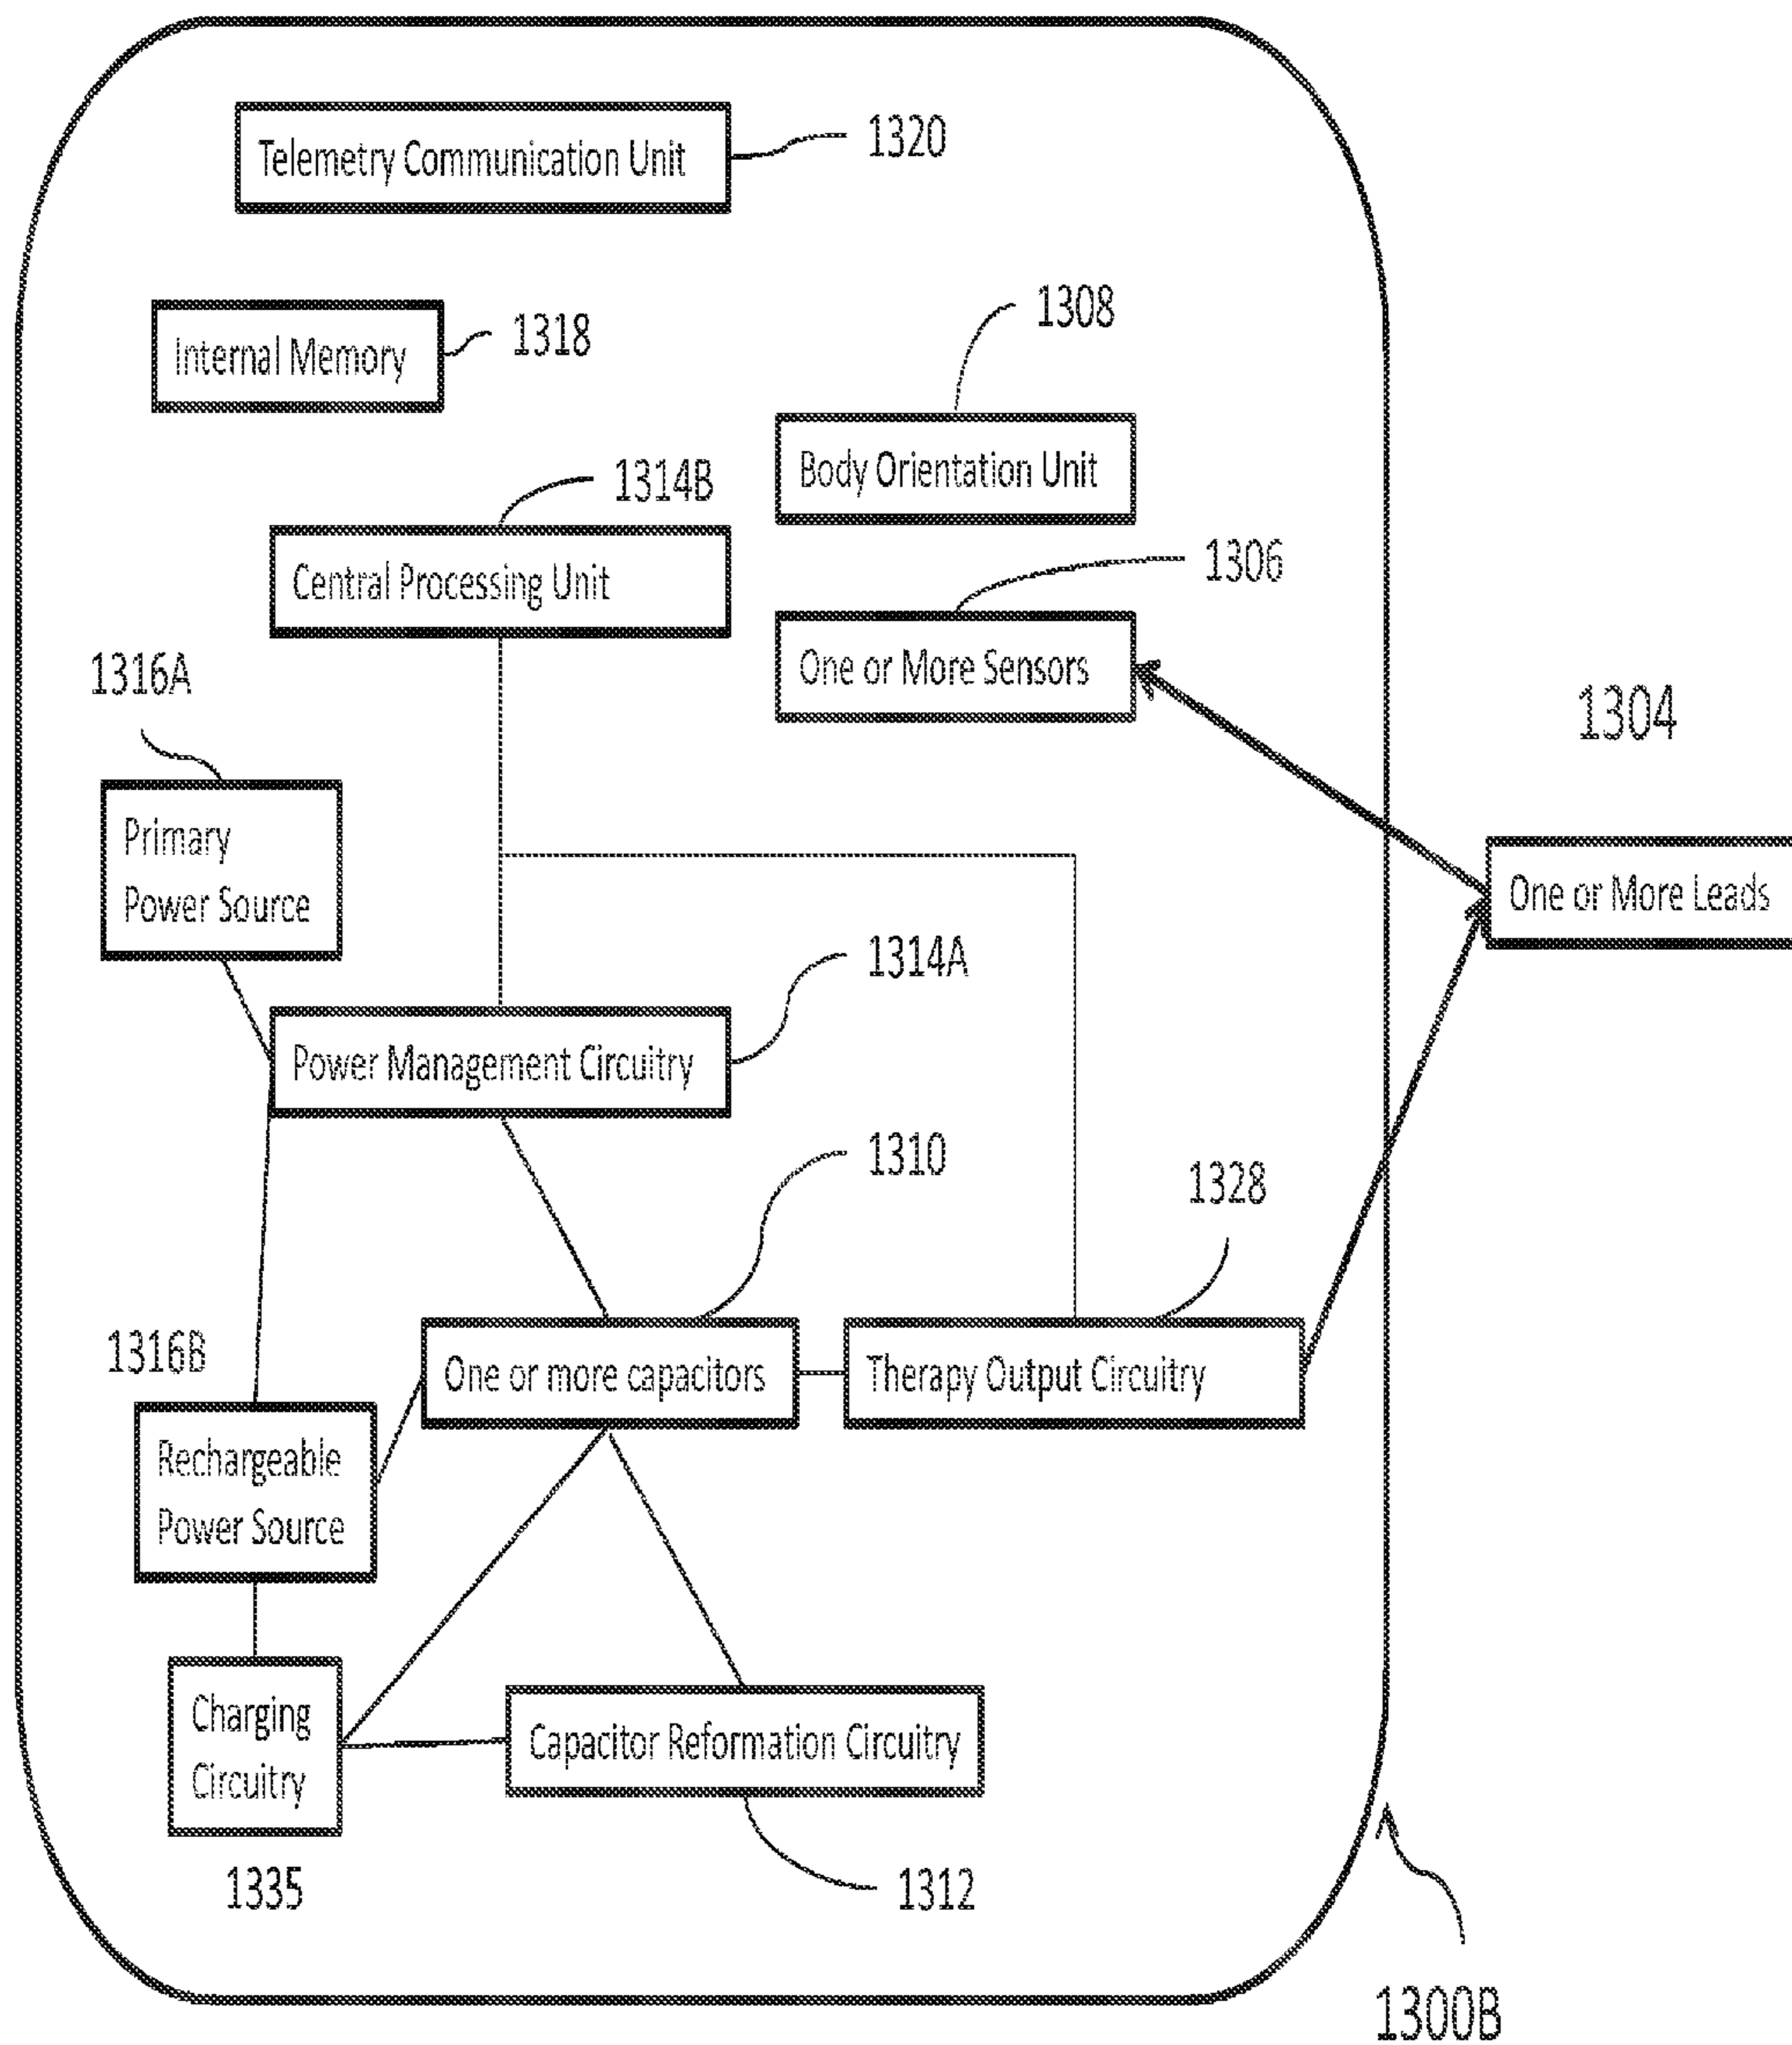 Telemetry Communication Unit
1320
Internal Memory
1318
1308
Body Orientation Unit
1314B
Central Processing Unit
1306
One or More Sensors
1316A
Primary
Power Source
1304
One or More Leads
1314A
Power Management Circuitry
1310
1328
1316B
One or more capacitors
Therapy Output Circuitry
Rechargeable
Power Source
Charging
Circuitry
1335
Capacitor Reformation Circuitry
1312
1300B